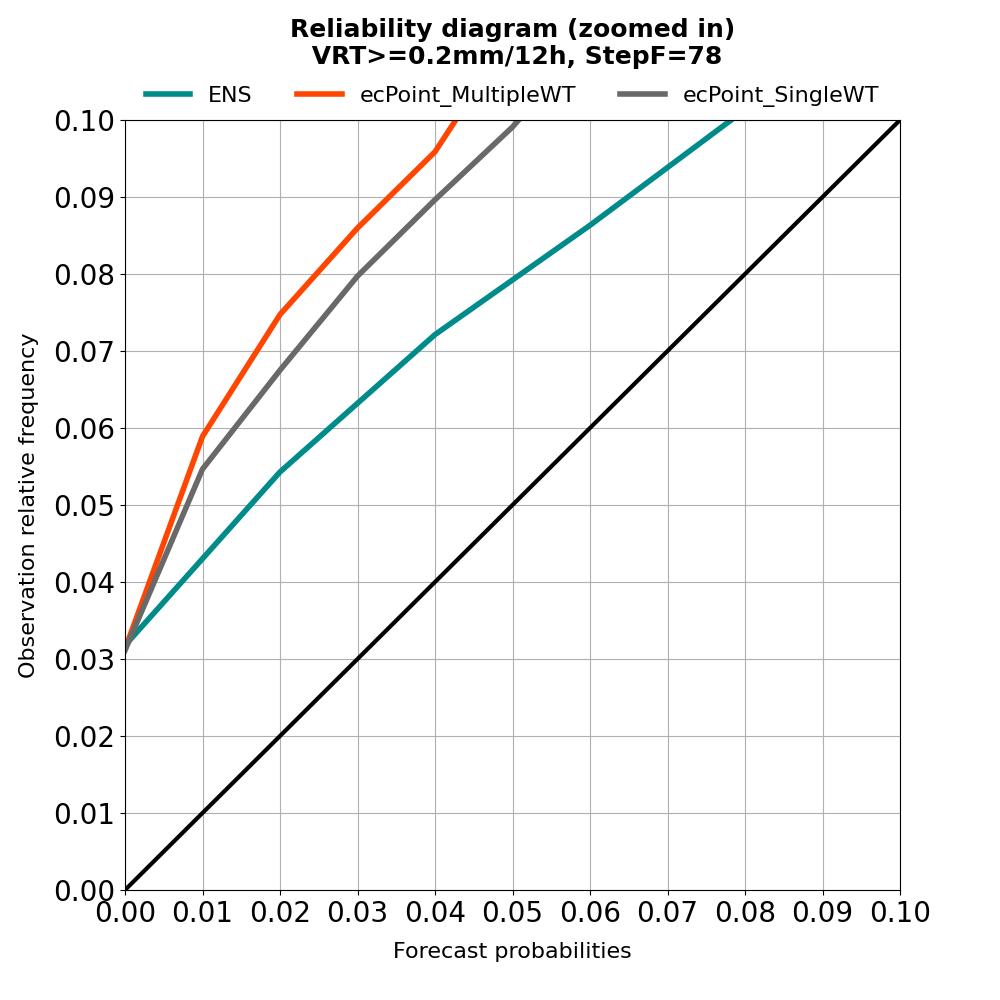 Reliability diagram (zoomed in)
VRT>=0.2mm/12h, StepF=78
ENS ecPoint_MultipleWT ecPoint_SingleWT
0.10
0.09
0.08
0.07
0.06
0.05
0.04
0.03
0.02
0.01
0.00
Observation relative frequency
0.00 0.01 0.02 0.03 0.04 0.05 0.06 0.07 0.08 0.09 0.10
Forecast probabilities